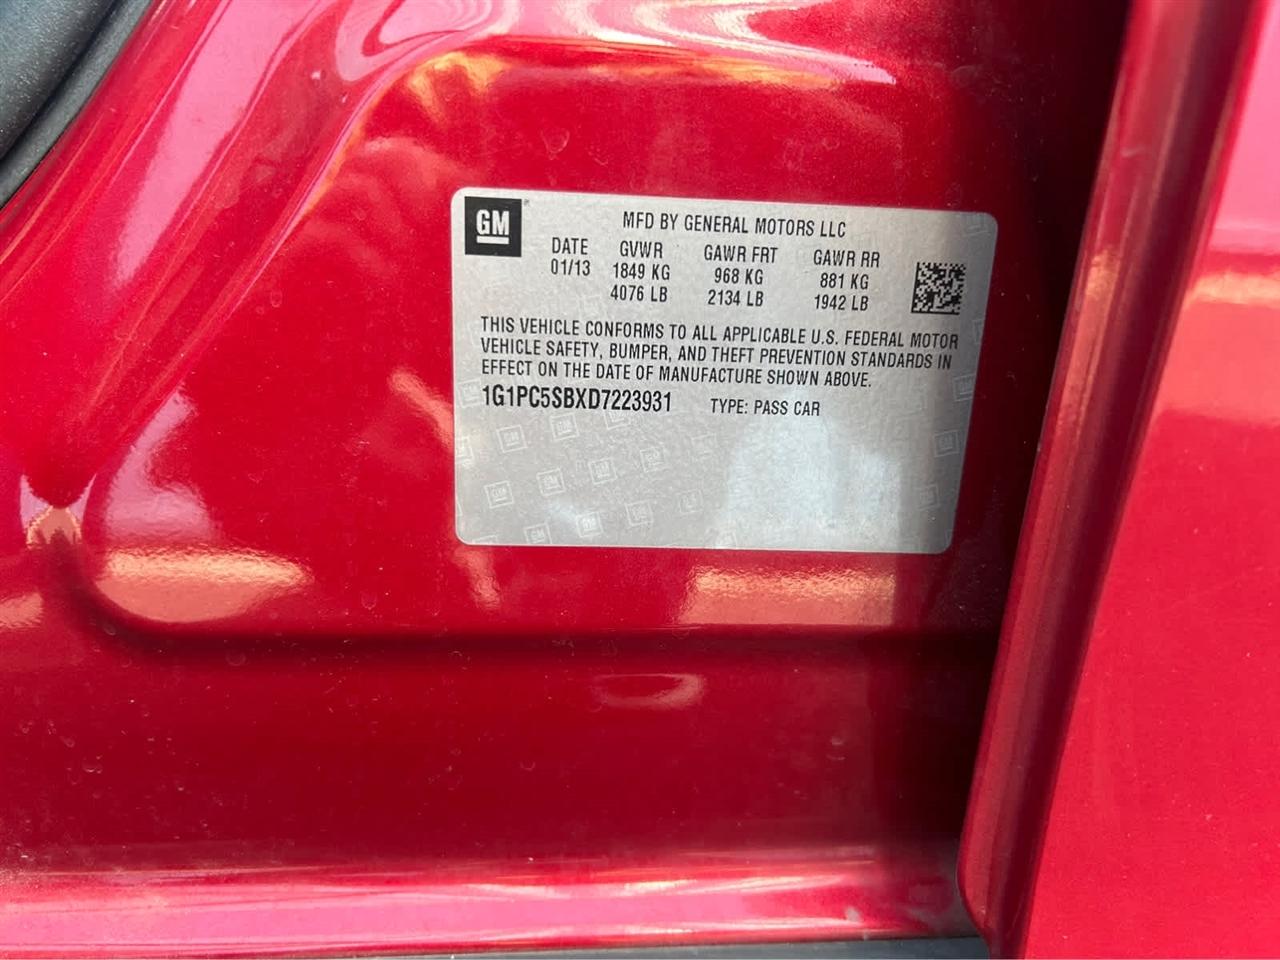 GM
MFD BY GENERAL MOTORS LLC
DATE GVWR GAWR FRT GAWR RR
01/13 1849 KG 968 KG 881 KG
4076 LB 2134 LB 1942 LB
THIS VEHICLE CONFORMS TO ALL APPLICABLE U.S. FEDERAL MOTOR
VEHICLE SAFETY, BUMPER, AND THEFT PREVENTION STANDARDS IN
EFFECT ON THE DATE OF MANUFACTURE SHOWN ABOVE.
1G1PC5SBXD7223931 TYPE: PASS CAR